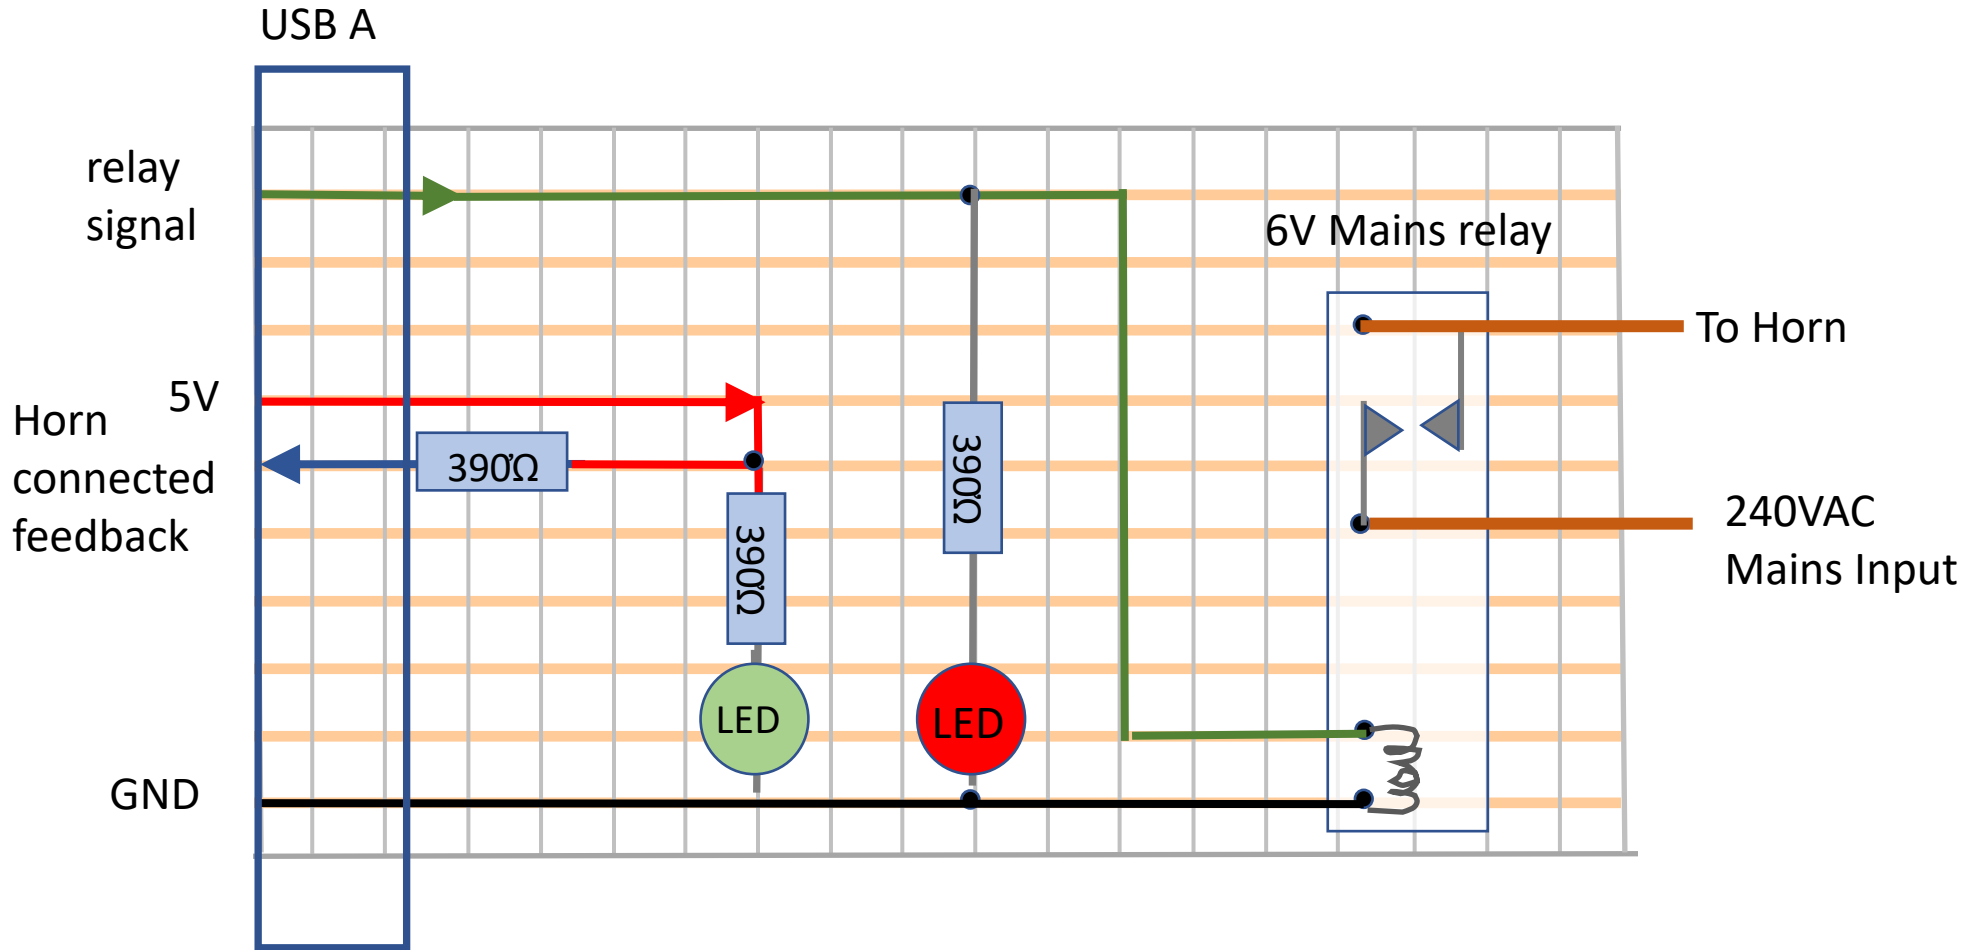 USB A
relay
signal
6V Mains relay
To Horn
5V
Horn
connected
feedback
390Ω
390Ω
390Ω
240VAC
Mains Input
LED
LED
GND